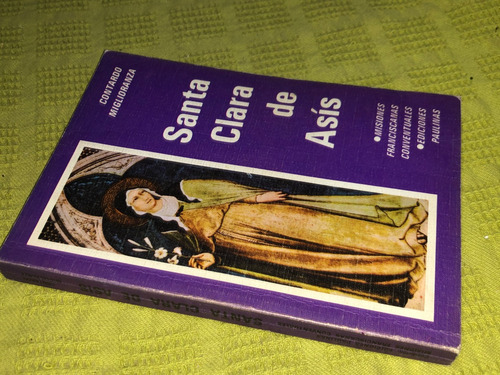 CONTARDO
MIGLIORANZA
Santa
Clara
de
Asís
•MISIONES
FRANCISCANAS
CONVENTUALES
•EDICIONES
PAULINAS
SANTA CLARA DE ASIS